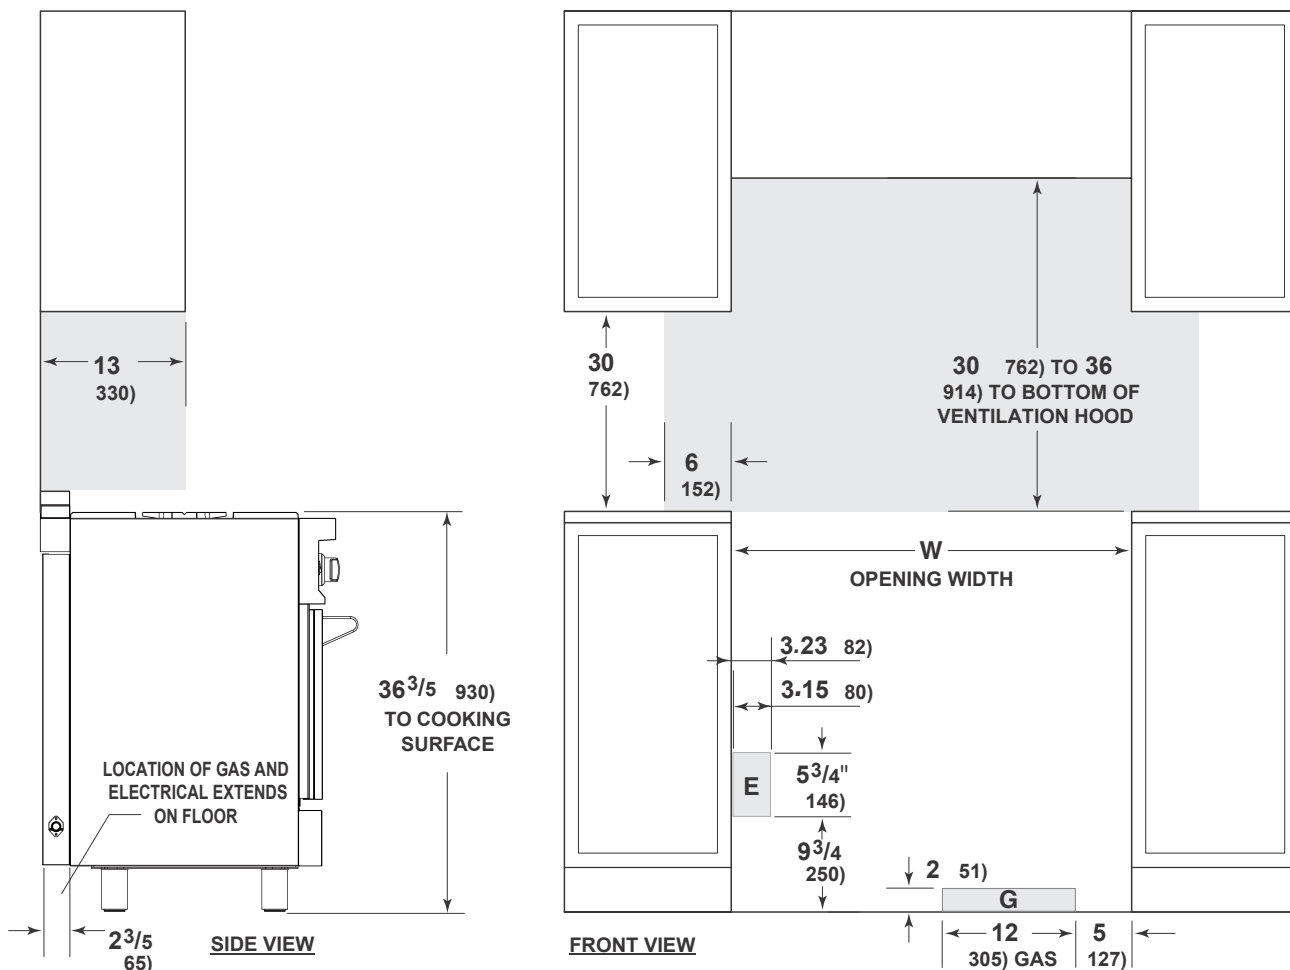 13
330)
36 3/5 930)
TO COOKING
SURFACE
LOCATION OF GAS AND
ELECTRICAL EXTENDS
ON FLOOR
2 3/5
65)
SIDE VIEW
30
762)
30 762) TO 36
914) TO BOTTOM OF
VENTILATION HOOD
6
152)
W
OPENING WIDTH
3.23 82)
3.15 80)
E
5 3/4"
146)
9 3/4
250)
2 51)
G
12
305) GAS
5
127)
FRONT VIEW